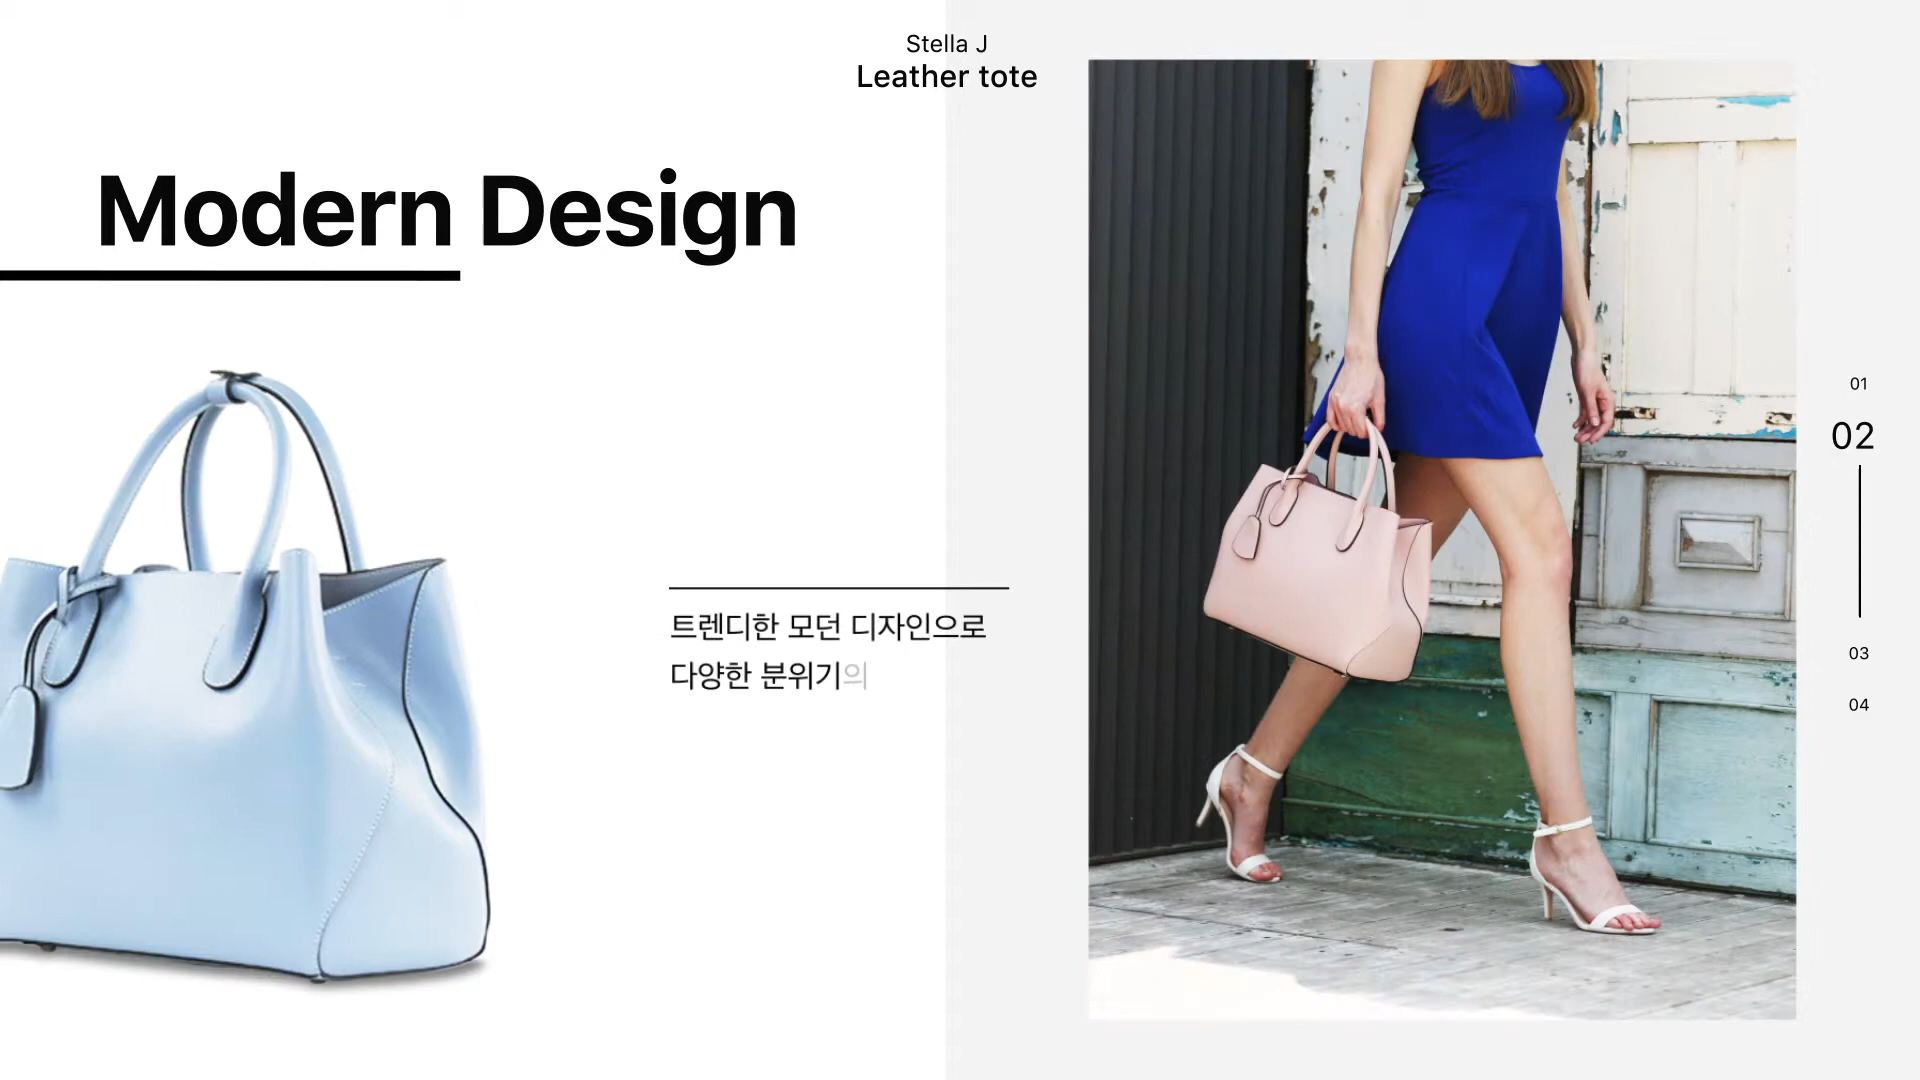 Stella J
Leather tote
Modern Design
트렌디한 모던 디자인으로
다양한 분위기의
01
02
03
04